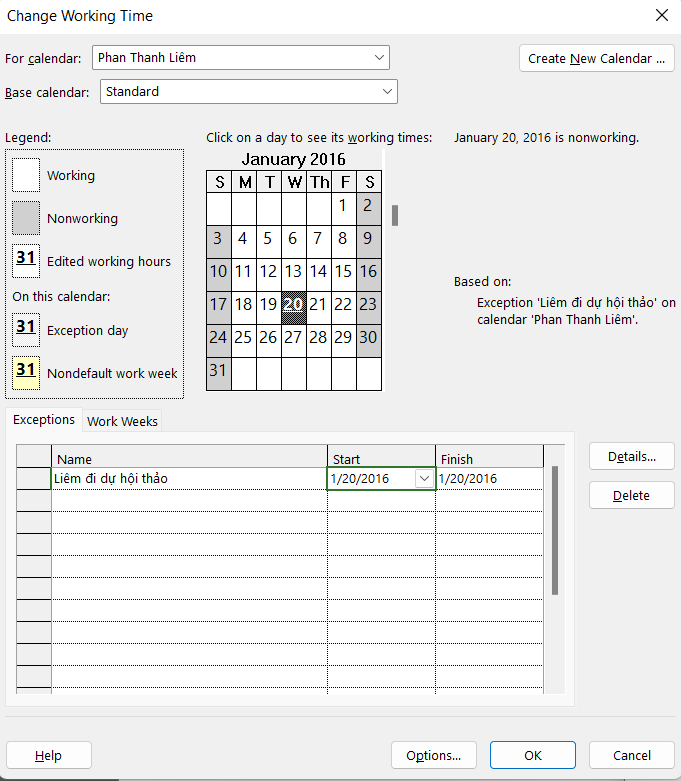 Change Working Time
For calendar: Phan Thanh Liêm Create New Calendar ...
Base calendar: Standard
Legend: Click on a day to see its working times: January 20, 2016 is nonworking.
January 2016
S M T W Th F S
1 2
3 4 5 6 7 8 9
10 11 12 13 14 15 16
17 18 19 20 21 22 23
24 25 26 27 28 29 30
31
Working
Nonworking
31 Edited working hours
On this calendar:
31 Exception day
31 Nondefault work week
Based on:
Exception 'Liêm đi dự hội thảo' on
calendar 'Phan Thanh Liêm'.
Exceptions Work Weeks
Name Start Finish
Liêm đi dự hội thảo 1/20/2016 1/20/2016
Details...
Delete
Help Options... OK Cancel